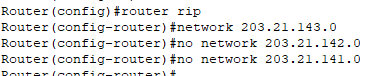 Router(config)#router rip
Router(config-router)#network 203.21.143.0
Router(config-router)#no network 203.21.142.0
Router(config-router)#no network 203.21.141.0
Router(config-router)#